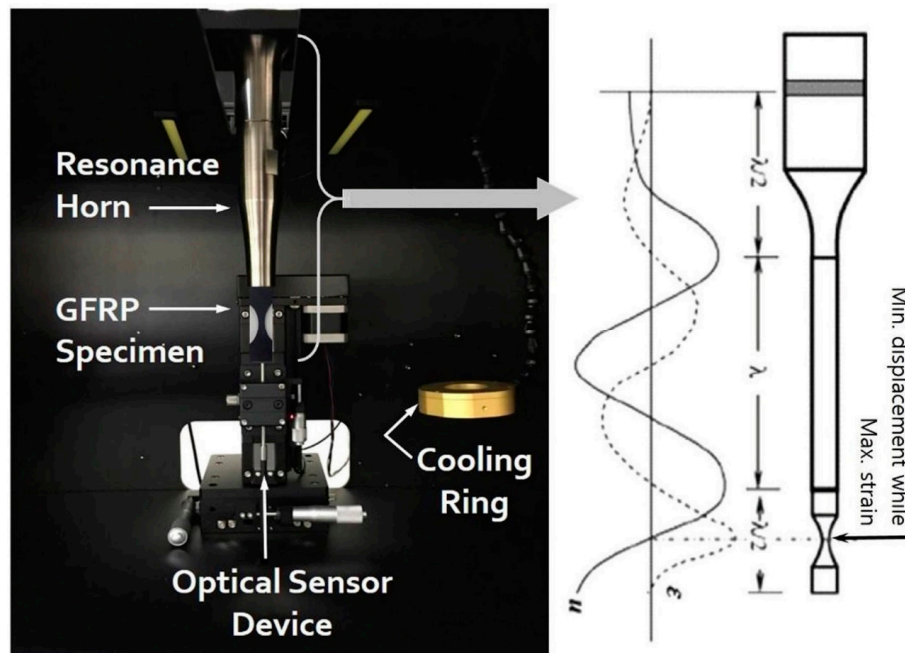 Resonance
Horn
GFRP
Specimen
Cooling
Ring
Optical Sensor
Device
λ/2
λ
λ/2
Min. displacement while
Max. strain
u
ε